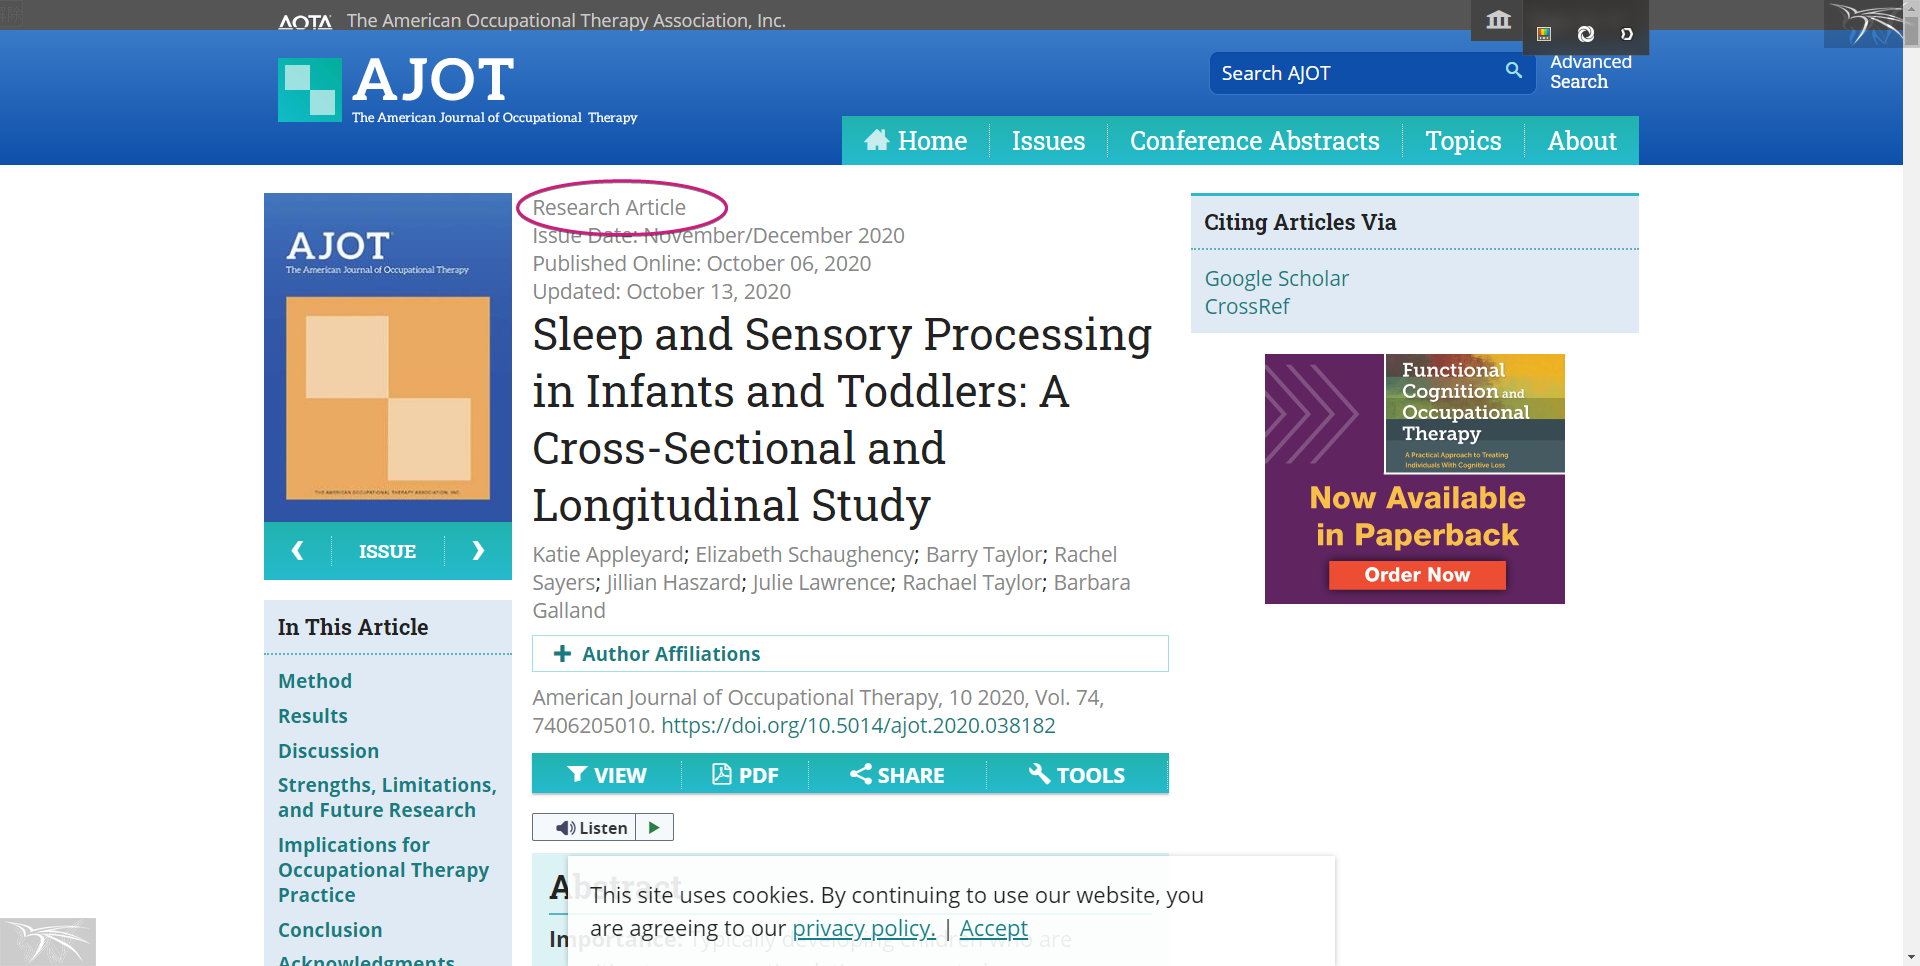 AOTA The American Occupational Therapy Association, Inc.
AJOT
The American Journal of Occupational Therapy
Search AJOT
Advanced
Search
Home
Issues
Conference Abstracts
Topics
About
AJOT
The American Journal of Occupational Therapy
THE AMERICAN OCCUPATIONAL THERAPY ASSOCIATION, INC.
ISSUE
In This Article
Method
Results
Discussion
Strengths, Limitations,
and Future Research
Implications for
Occupational Therapy
Practice
Conclusion
Acknowledgments
Research Article
Issue Date: November/December 2020
Published Online: October 06, 2020
Updated: October 13, 2020
Sleep and Sensory Processing
in Infants and Toddlers: A
Cross-Sectional and
Longitudinal Study
Katie Appleyard; Elizabeth Schaughency; Barry Taylor; Rachel
Sayers; Jillian Haszard; Julie Lawrence; Rachael Taylor; Barbara
Galland
Author Affiliations
American Journal of Occupational Therapy, 10 2020, Vol. 74,
7406205010. https://doi.org/10.5014/ajot.2020.038182
VIEW
PDF
SHARE
TOOLS
Listen
Abstract
Importance: Typically developing children who are
This site uses cookies. By continuing to use our website, you
are agreeing to our privacy policy. | Accept
Citing Articles Via
Google Scholar
CrossRef
Functional
Cognition and
Occupational
Therapy
A Practical Approach to Treating
Individuals With Cognitive Loss
Now Available
in Paperback
Order Now